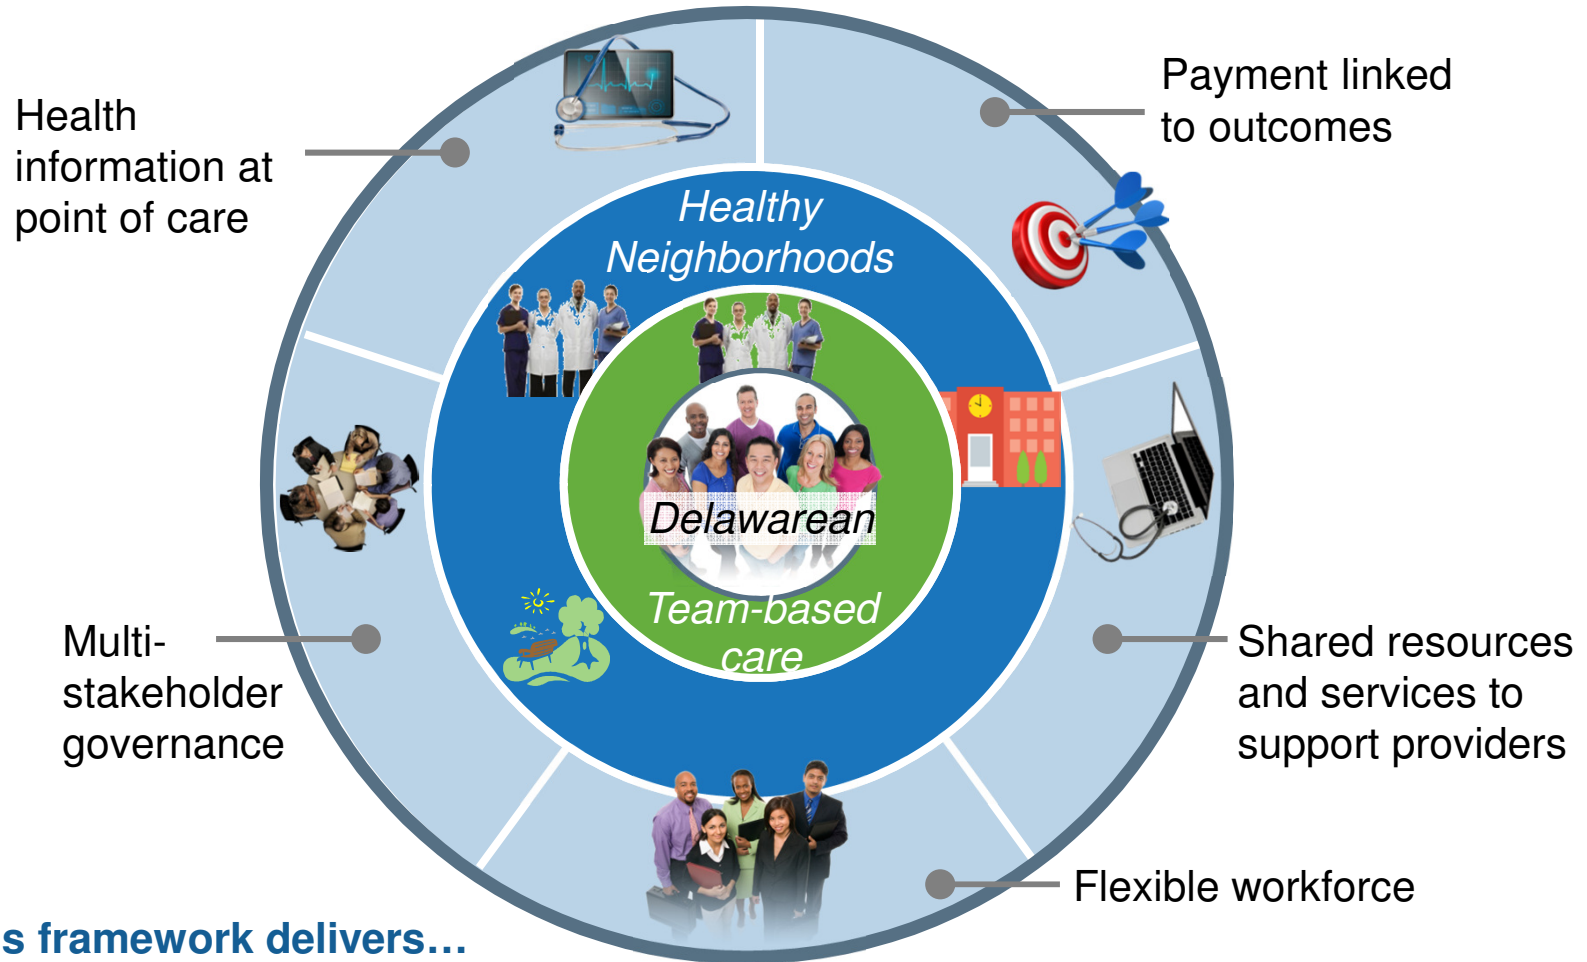 Health
information at
point of care
Payment linked
to outcomes
Healthy
Neighborhoods
Delawarean
Team-based
care
Multi-
stakeholder
governance
Shared resources
and services to
support providers
Flexible workforce
s framework delivers…